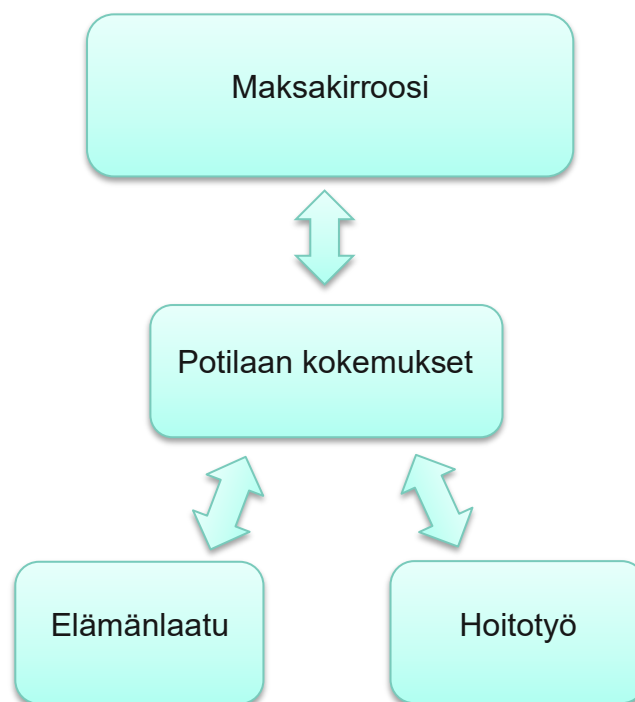 Maksakirroosi
Potilaan kokemukset
Elämänlaatu
Hoitotyö